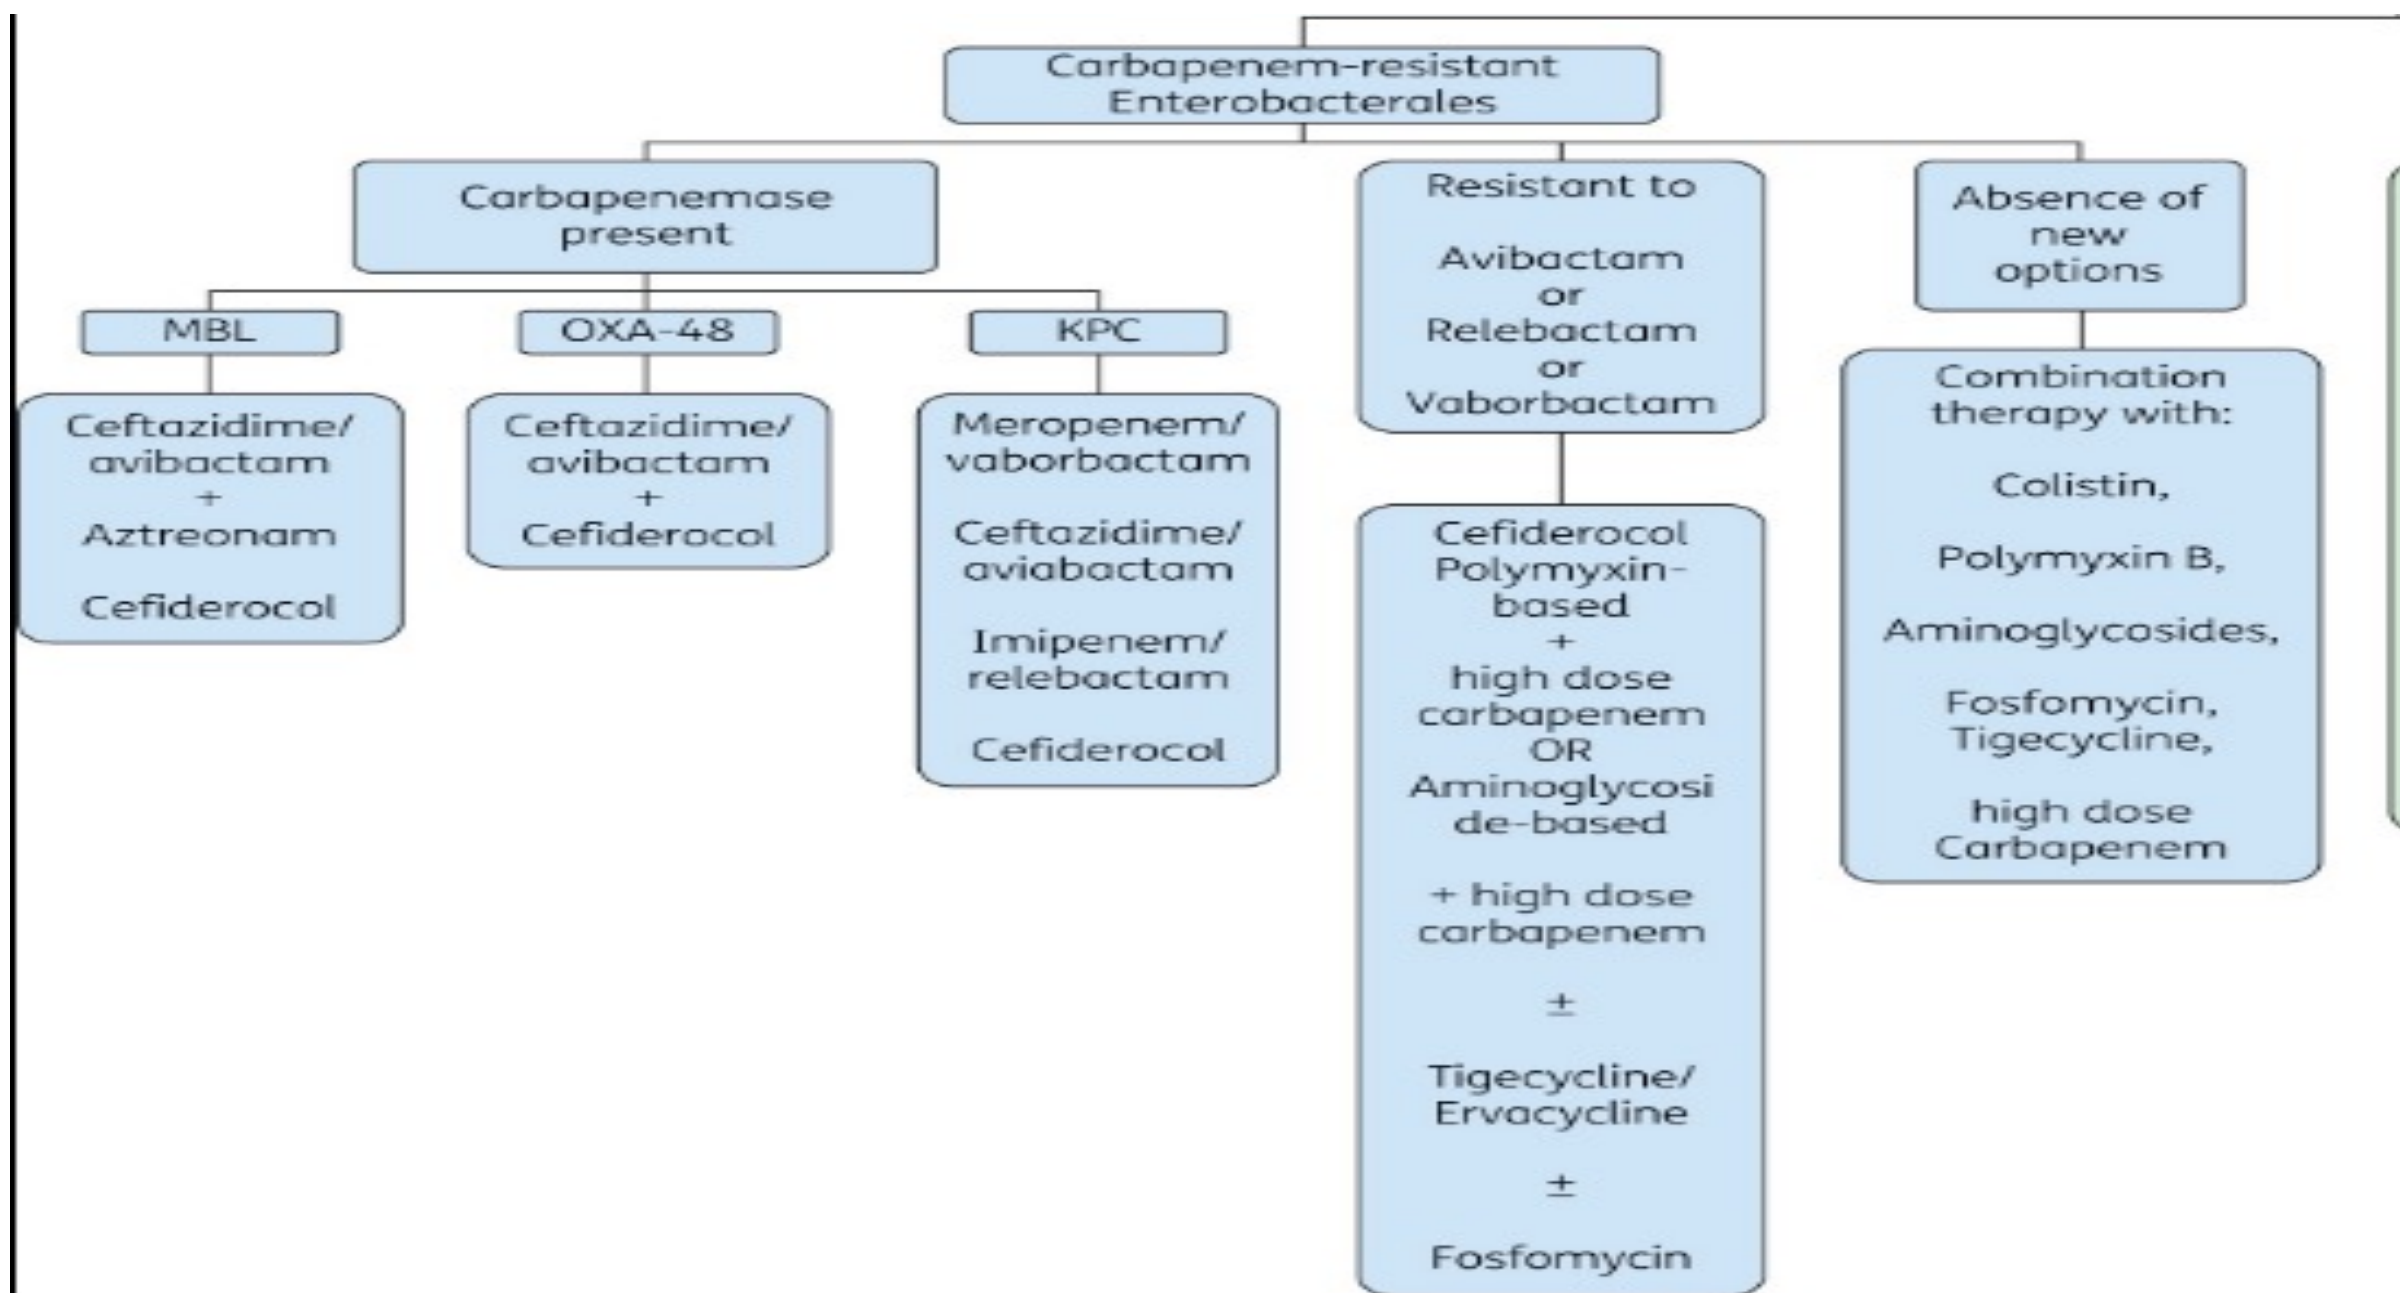 Carbapenem-resistant
Enterobacterales
Carbapenemase
present
MBL
Ceftazidime/
avibactam
+
Aztreonam
Cefiderocol
OXA-48
Ceftazidime/
avibactam
+
Cefiderocol
KPC
Meropenem/
vaborbactam
Ceftazidime/
aviabactam
Imipenem/
relebactam
Cefiderocol
Resistant to
Avibactam
or
Relebactam
or
Vaborbactam
Cefiderocol
Polymyxin-
based
+
high dose
carbapenem
OR
Aminoglycosi
de-based
+ high dose
carbapenem
±
Tigecycline/
Ervacycline
±
Fosfomycin
Absence of
new
options
Combination
therapy with:
Colistin,
Polymyxin B,
Aminoglycosides,
Fosfomycin,
Tigecycline,
high dose
Carbapenem